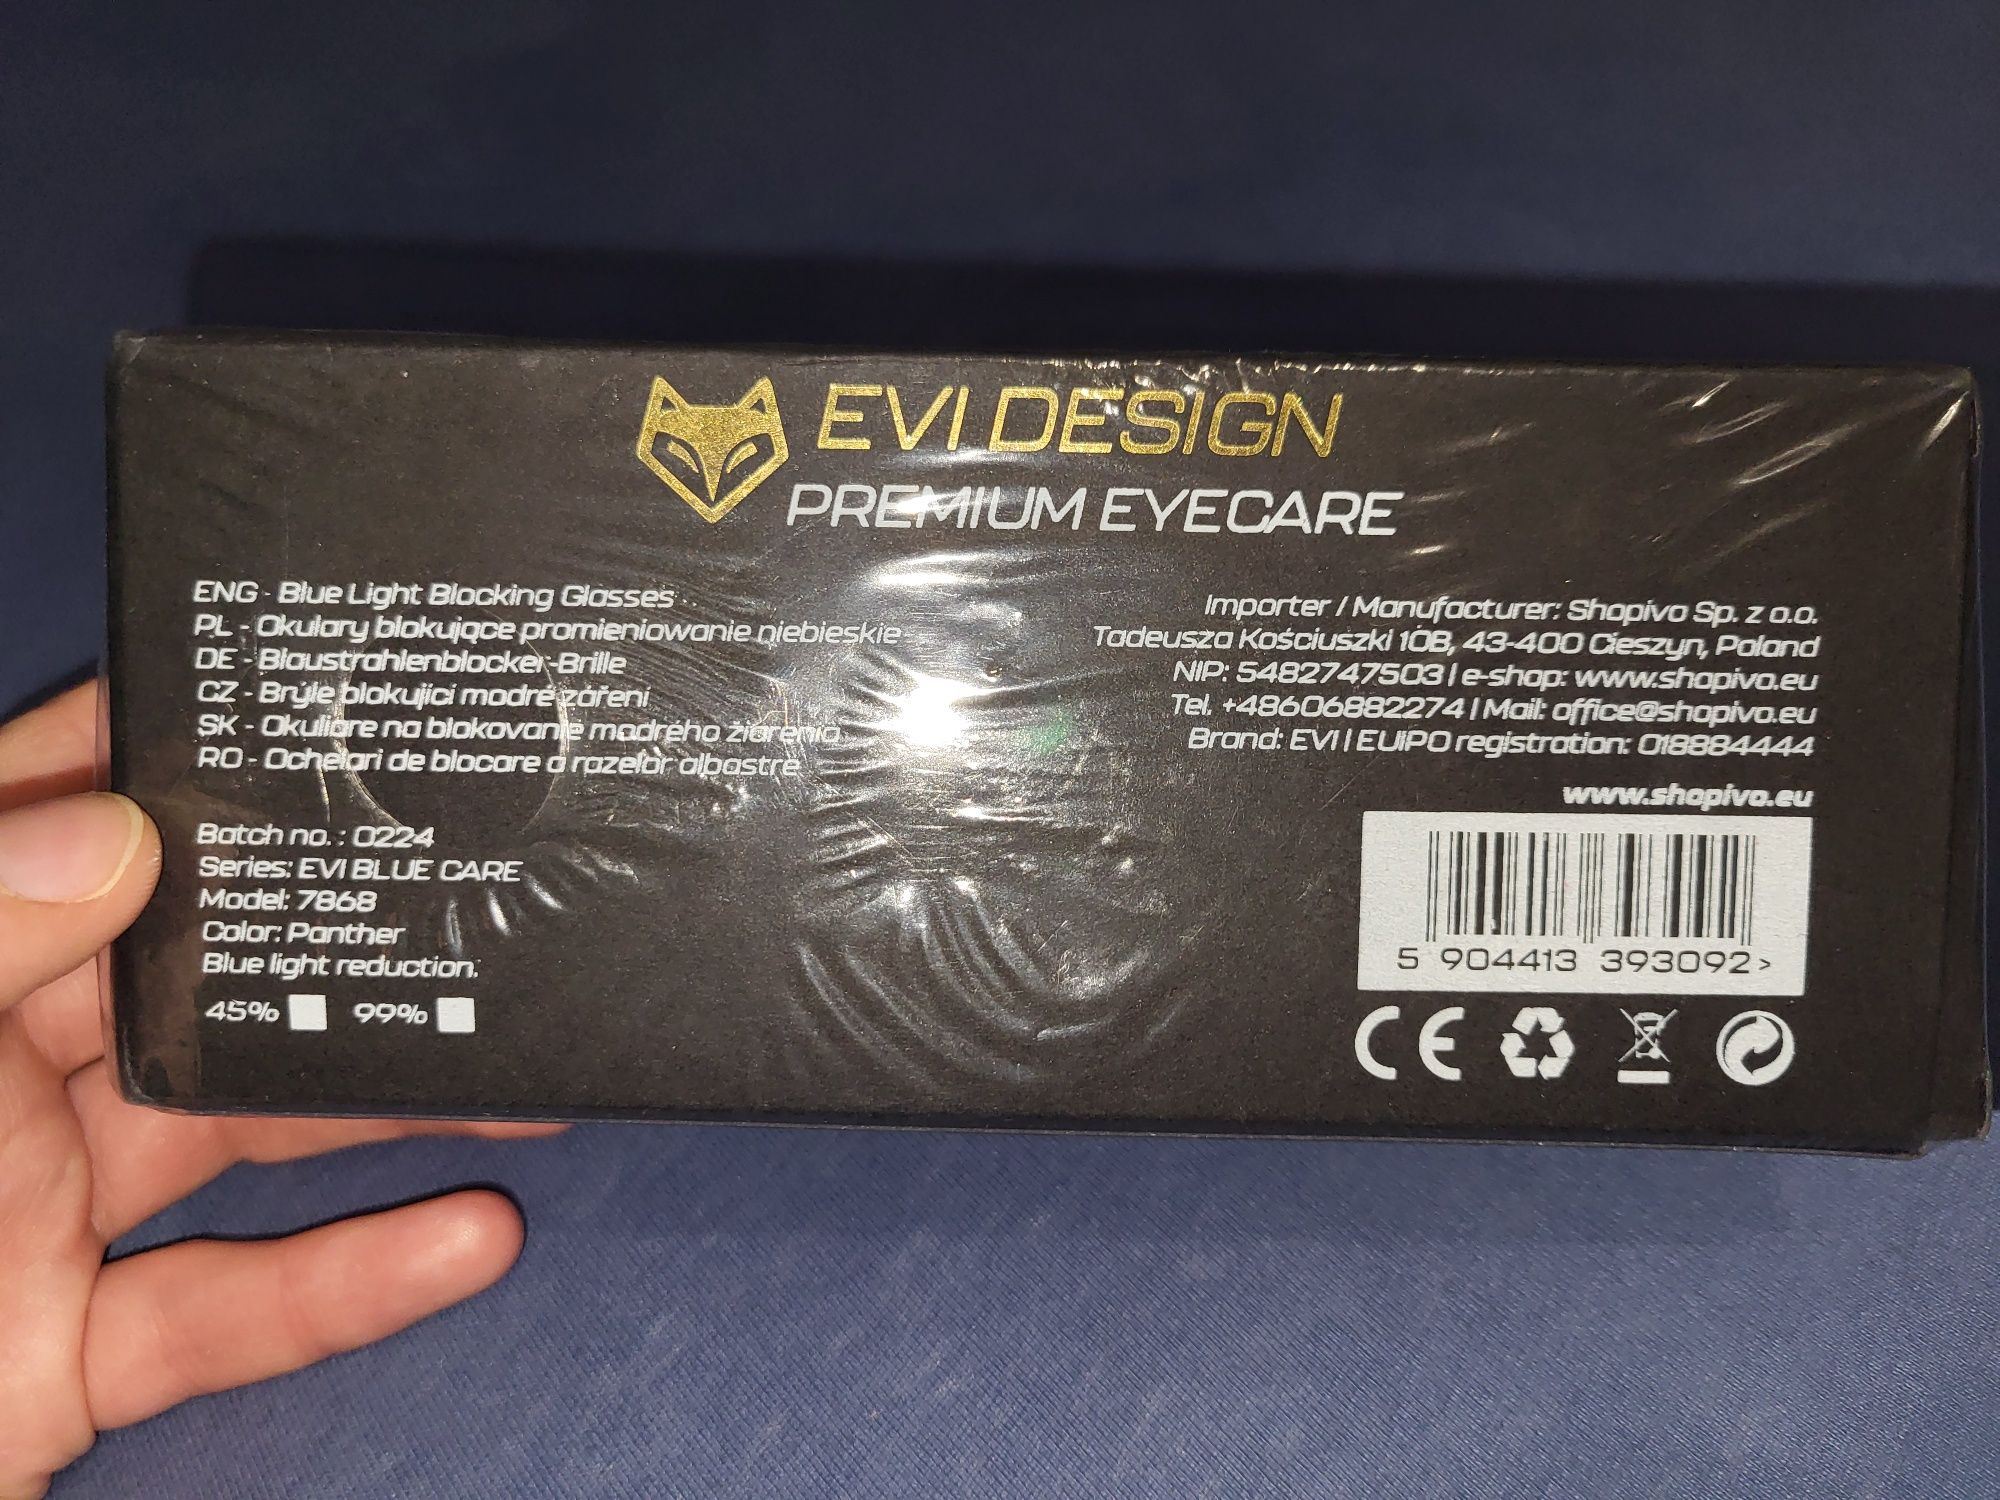 EVI DESIGN
PREMIUM EYECARE
ENG - Blue Light Blocking Glasses
PL - Okulary blokujące promieniowanie niebieskie
DE - Blaustrahlenblocker-Brille
CZ - Brýle blokující modré záření
SK - Okuliare na blokovanie modrého žiarenia
RO - Ochelari de blocare a razelor albastre
Batch no. : 0224
Series: EVI BLUE CARE
Model: 7868
Color: Panther
Blue light reduction:
45% 99%
Importer / Manufacturer: Shopivo Sp. z o.o.
Tadeusza Kościuszki 10B, 43-400 Cieszyn, Poland
NIP: 5482747503 | e-shop: www.shopivo.eu
Tel. +48606882274 | Mail: office@shopivo.eu
Brand: EVI | EUIPO registration: 018884444
www.shopivo.eu
5 904413 393092 >
CE